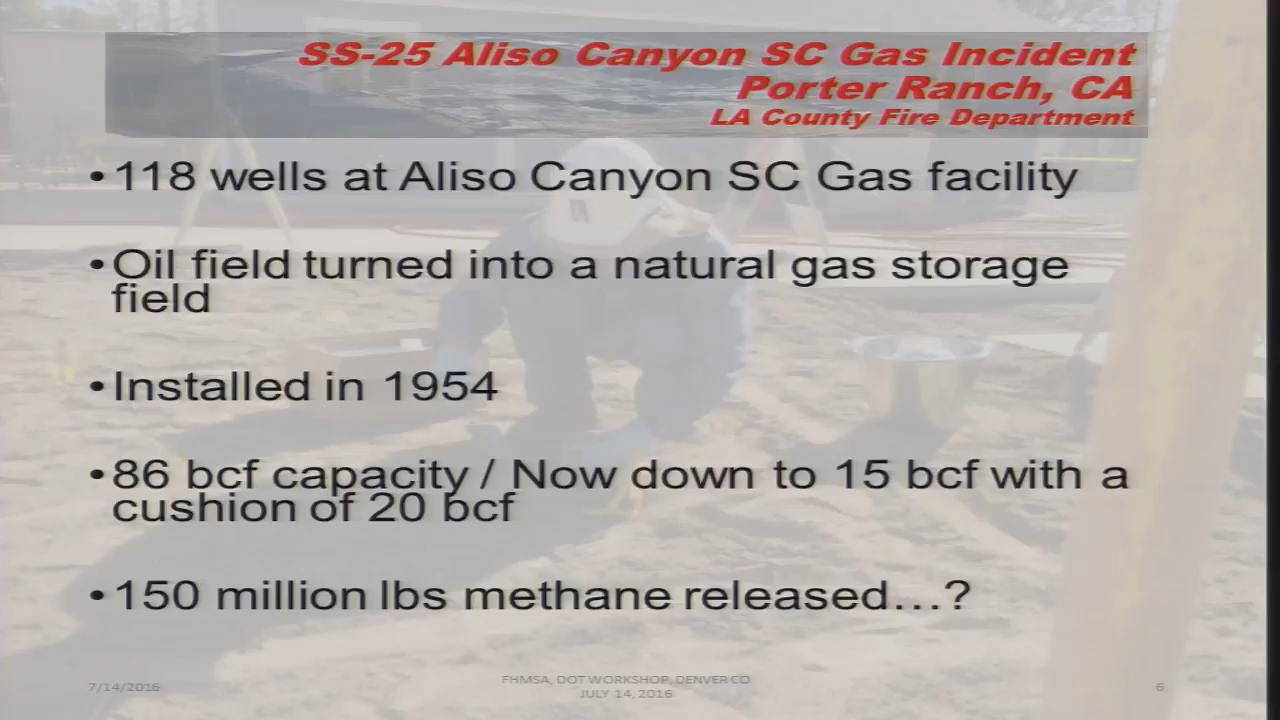 SS-25 Aliso Canyon SC Gas Incident
Porter Ranch, CA
LA County Fire Department
•118 wells at Aliso Canyon SC Gas facility
•Oil field turned into a natural gas storage
field
•Installed in 1954
•86 bcf capacity / Now down to 15 bcf with a
cushion of 20 bcf
•150 million lbs methane released…?
7/14/2016
FHMSA, DOT WORKSHOP, DENVER CO
JULY 14, 2016
6